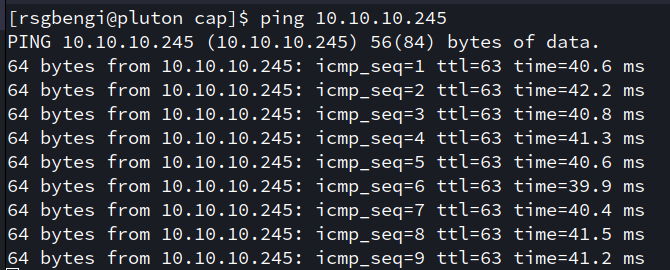 [rsgbengi@pluton cap]$ ping 10.10.10.245
PING 10.10.10.245 (10.10.10.245) 56(84) bytes of data.
64 bytes from 10.10.10.245: icmp_seq=1 ttl=63 time=40.6 ms
64 bytes from 10.10.10.245: icmp_seq=2 ttl=63 time=42.2 ms
64 bytes from 10.10.10.245: icmp_seq=3 ttl=63 time=40.8 ms
64 bytes from 10.10.10.245: icmp_seq=4 ttl=63 time=41.3 ms
64 bytes from 10.10.10.245: icmp_seq=5 ttl=63 time=40.6 ms
64 bytes from 10.10.10.245: icmp_seq=6 ttl=63 time=39.9 ms
64 bytes from 10.10.10.245: icmp_seq=7 ttl=63 time=40.4 ms
64 bytes from 10.10.10.245: icmp_seq=8 ttl=63 time=41.5 ms
64 bytes from 10.10.10.245: icmp_seq=9 ttl=63 time=41.2 ms